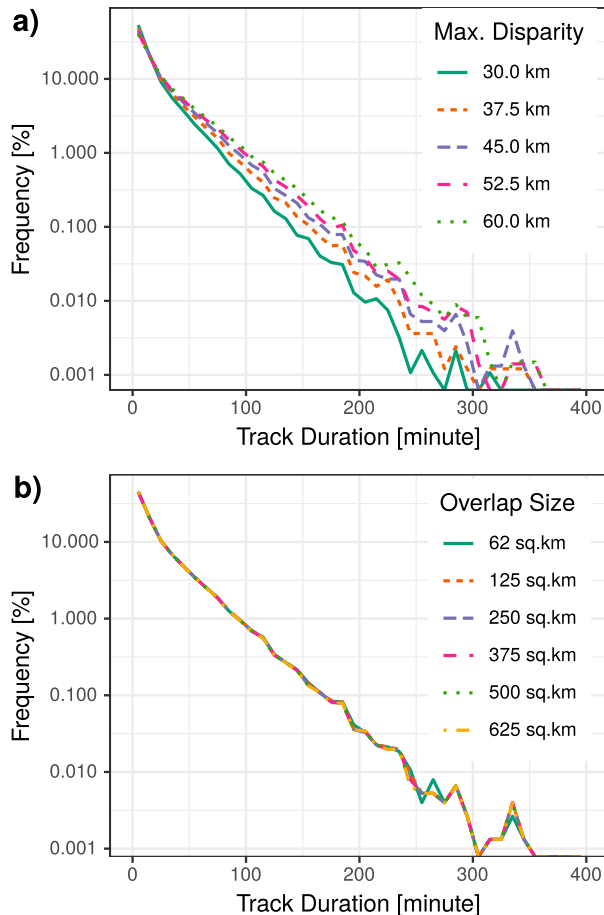 a)
Max. Disparity
30.0 km
37.5 km
45.0 km
52.5 km
60.0 km
Frequency [%]
10.000
1.000
0.100
0.010
0.001
0
100
200
300
400
Track Duration [minute]
b)
Overlap Size
62 sq.km
125 sq.km
250 sq.km
375 sq.km
500 sq.km
625 sq.km
Frequency [%]
10.000
1.000
0.100
0.010
0.001
0
100
200
300
400
Track Duration [minute]